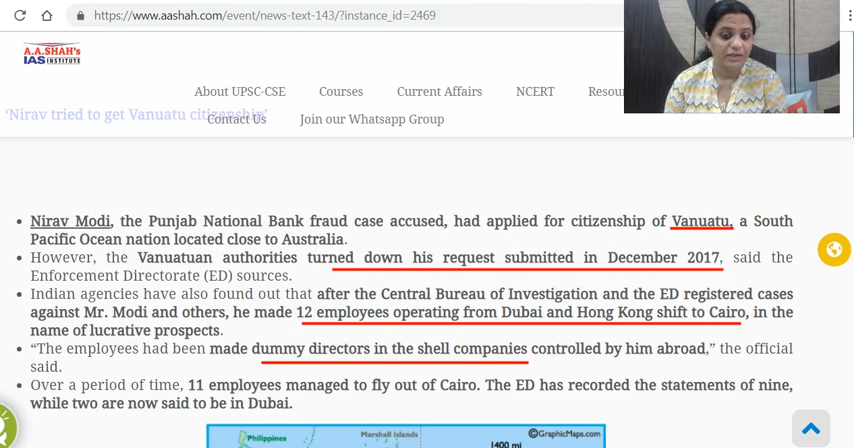 https://www.aashah.com/event/news-text-143/?instance_id=2469
A.A.SHAH's
IAS INSTITUTE
About UPSC-CSE Courses Current Affairs NCERT Resou
'Nirav tried to get Vanuatu citizenship'
Contact Us Join our Whatsapp Group
Nirav Modi, the Punjab National Bank fraud case accused, had applied for citizenship of Vanuatu, a South
Pacific Ocean nation located close to Australia.
However, the Vanuatuan authorities turned down his request submitted in December 2017, said the
Enforcement Directorate (ED) sources.
Indian agencies have also found out that after the Central Bureau of Investigation and the ED registered cases
against Mr. Modi and others, he made 12 employees operating from Dubai and Hong Kong shift to Cairo, in the
name of lucrative prospects.
“The employees had been made dummy directors in the shell companies controlled by him abroad,” the official
said.
Over a period of time, 11 employees managed to fly out of Cairo. The ED has recorded the statements of nine,
while two are now said to be in Dubai.
Philippines Marshall Islands ©GraphicMaps.com
1400 mi